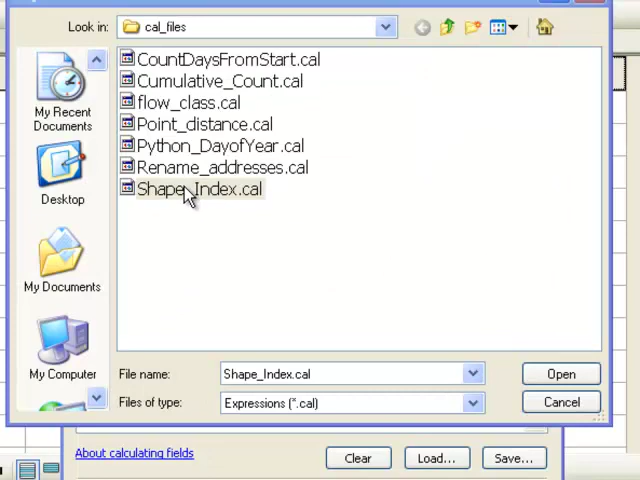 Look in:
cal_files
CountDaysFromStart.cal
Cumulative_Count.cal
flow_class.cal
Point_distance.cal
Python_DayofYear.cal
Rename_addresses.cal
Shape_Index.cal
My Recent
Documents
Desktop
My Documents
My Computer
File name:
Shape_Index.cal
Open
Files of type:
Expressions (*.cal)
Cancel
About calculating fields
Clear
Load...
Save...